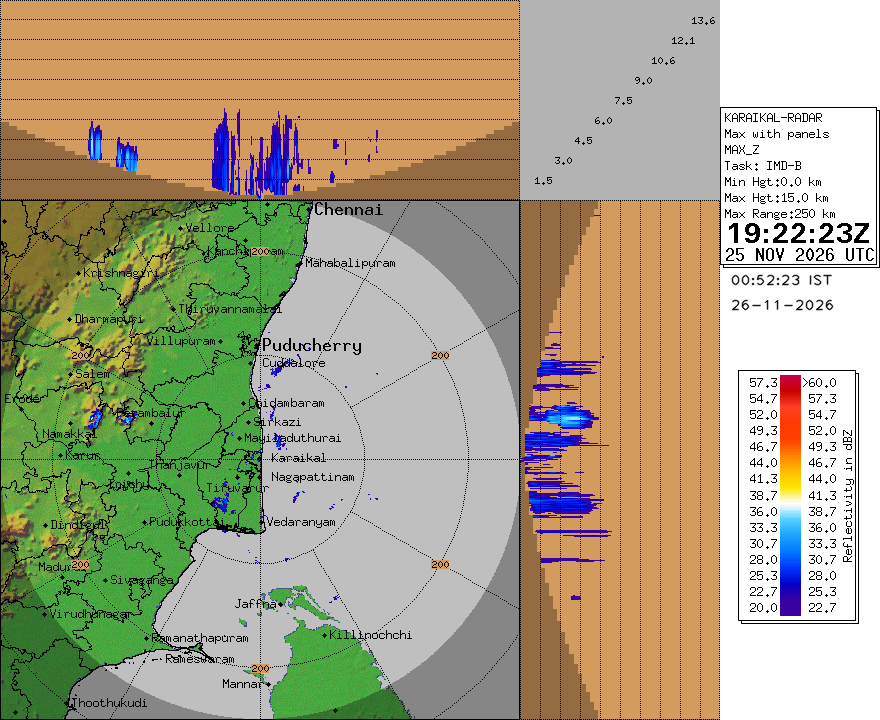 13.6
12.1
10.6
9.0
7.5
6.0
4.5
3.0
1.5
KARAIKAL-RADAR
Max with panels
MAX_Z
Task: IMD-B
Min Hgt:0.0 km
Max Hgt:15.0 km
Max Range:250 km
19:22:23Z
25 NOV 2026 UTC
00:52:23 IST
26-11-2026
Chennai
Vellore
200
Mahabalipuram
Krishnagiri
Thiruvannamalai
Dharmapuri
Villupuram
Puducherry
200
200
Cuddalore
Salem
Erode
Chidambaram
Perambalur
Sirkazi
Namakkal
Mayiladuthurai
Karur
Karaikal
Thanjavur
Nagapattinam
Tiruvarur
Dindigul
Pudukkottai
Vedaranyam
200
200
Madurai
Sivaganga
Jaffna
Virudhunagar
Ramanathapuram
Killinochchi
Rameswaram
200
Mannar
Thoothukudi
57.3 >60.0
54.7 57.3
52.0 54.7
49.3 52.0
46.7 49.3
44.0 46.7
41.3 44.0
38.7 41.3
36.0 38.7
33.3 36.0
30.7 33.3
28.0 30.7
25.3 28.0
22.7 25.3
20.0 22.7
Reflectivity in dBZ